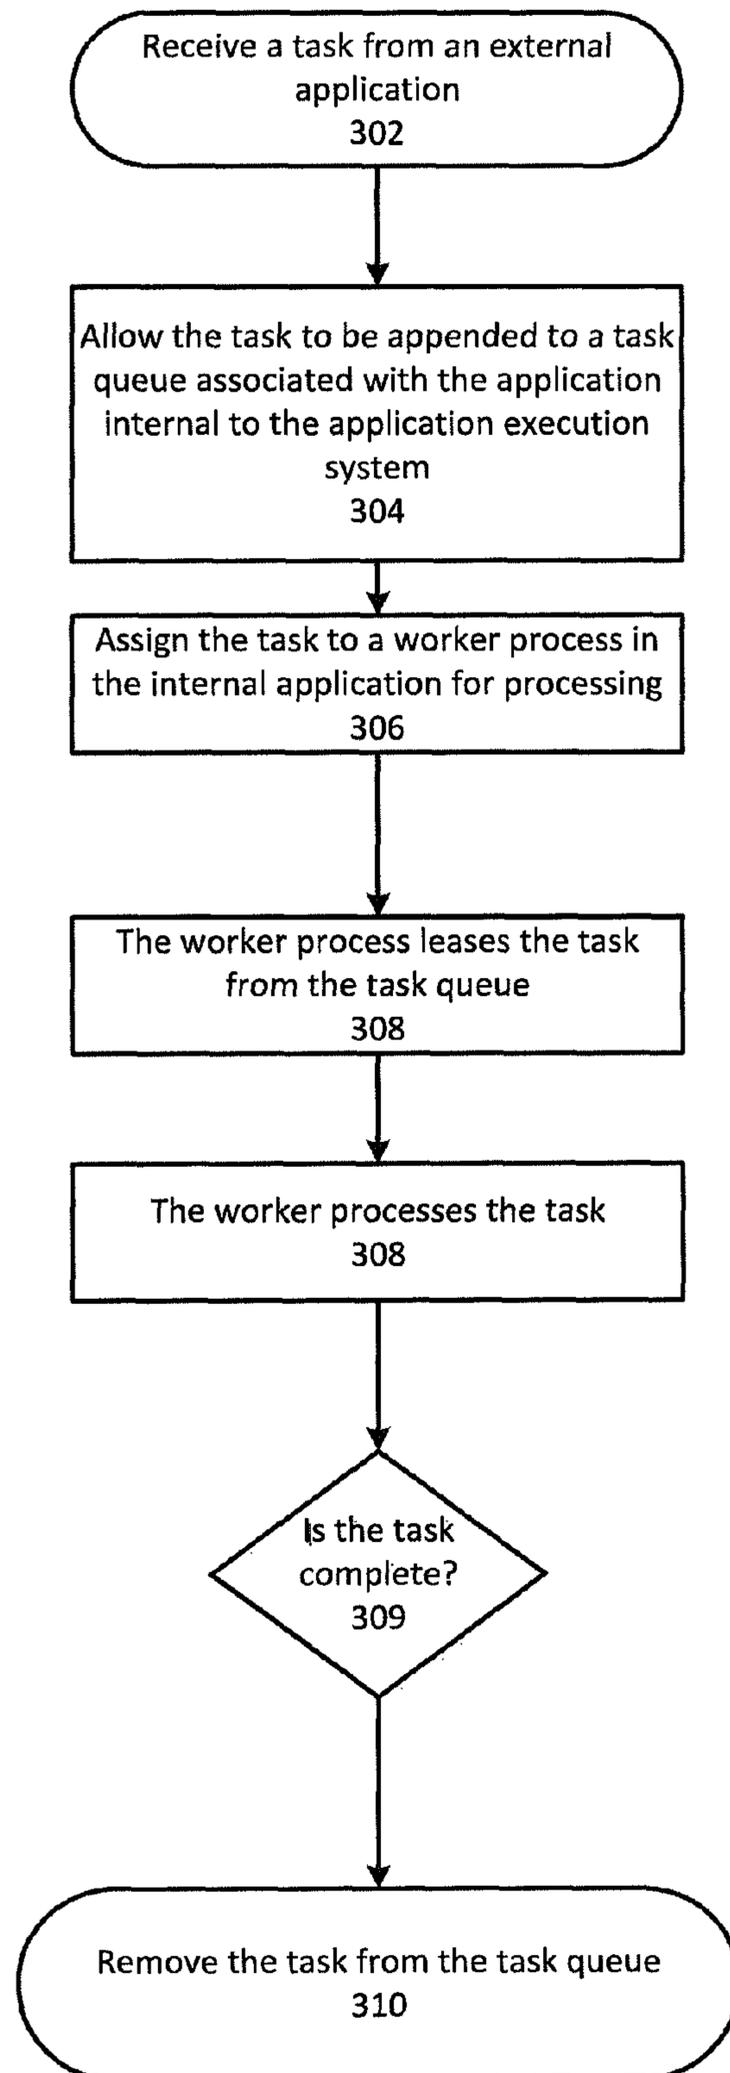 Receive a task from an external
application
302
Allow the task to be appended to a task
queue associated with the application
internal to the application execution
system
304
Assign the task to a worker process in
the internal application for processing
306
The worker process leases the task
from the task queue
308
The worker processes the task
308
Is the task
complete?
309
Remove the task from the task queue
310